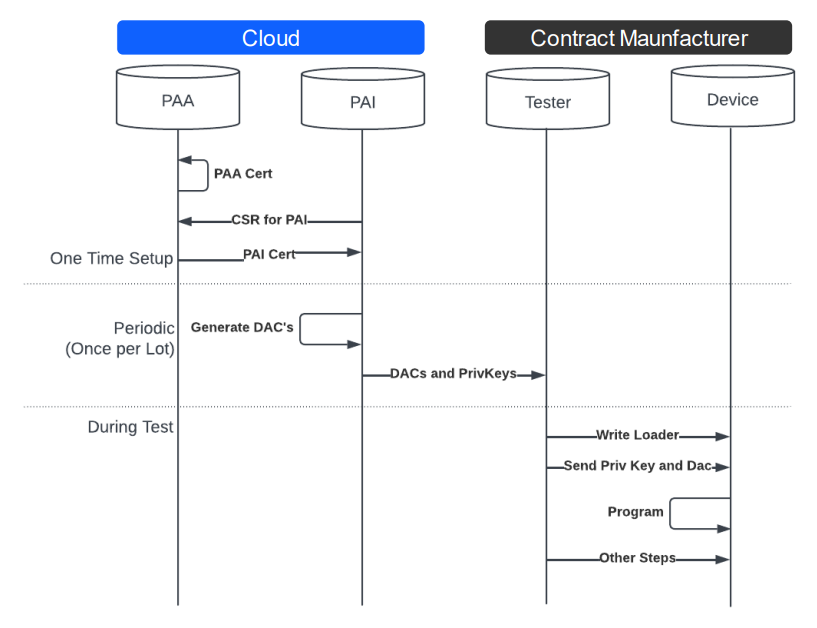 Cloud
Contract Maunfacturer
PAA
PAI
Tester
Device
PAA Cert
CSR for PAI
PAI Cert
One Time Setup
Periodic
(Once per Lot)
Generate DAC's
DACs and PrivKeys
During Test
Write Loader
Send Priv Key and Dac
Program
Other Steps